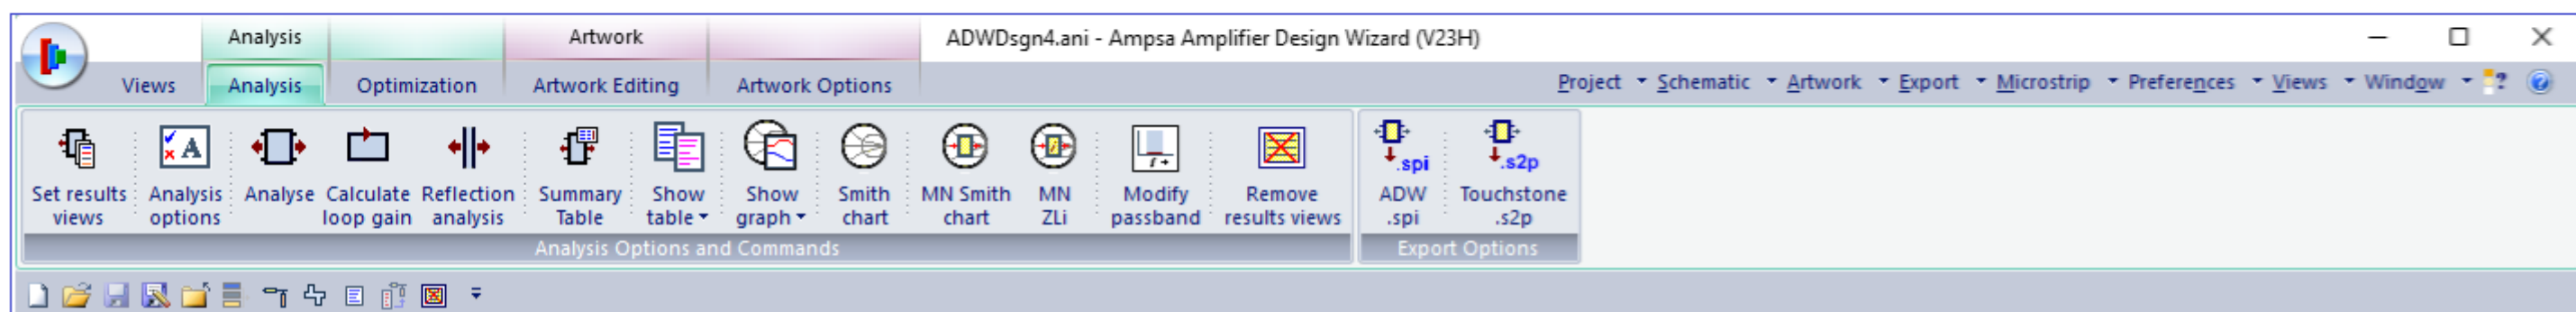 Analysis Artwork ADWDsgn4.ani - Ampsa Amplifier Design Wizard (V23H)
Views Analysis Optimization Artwork Editing Artwork Options Project Schematic Artwork Export Microstrip Preferences Views Window ? ?
A f .spi .s2p
Set results Analysis Analyse Calculate Reflection Summary Show Show Smith MN Smith MN Modify Remove ADW Touchstone
views options loop gain analysis Table table graph chart chart ZLi passband results views .spi .s2p
Analysis Options and Commands Export Options